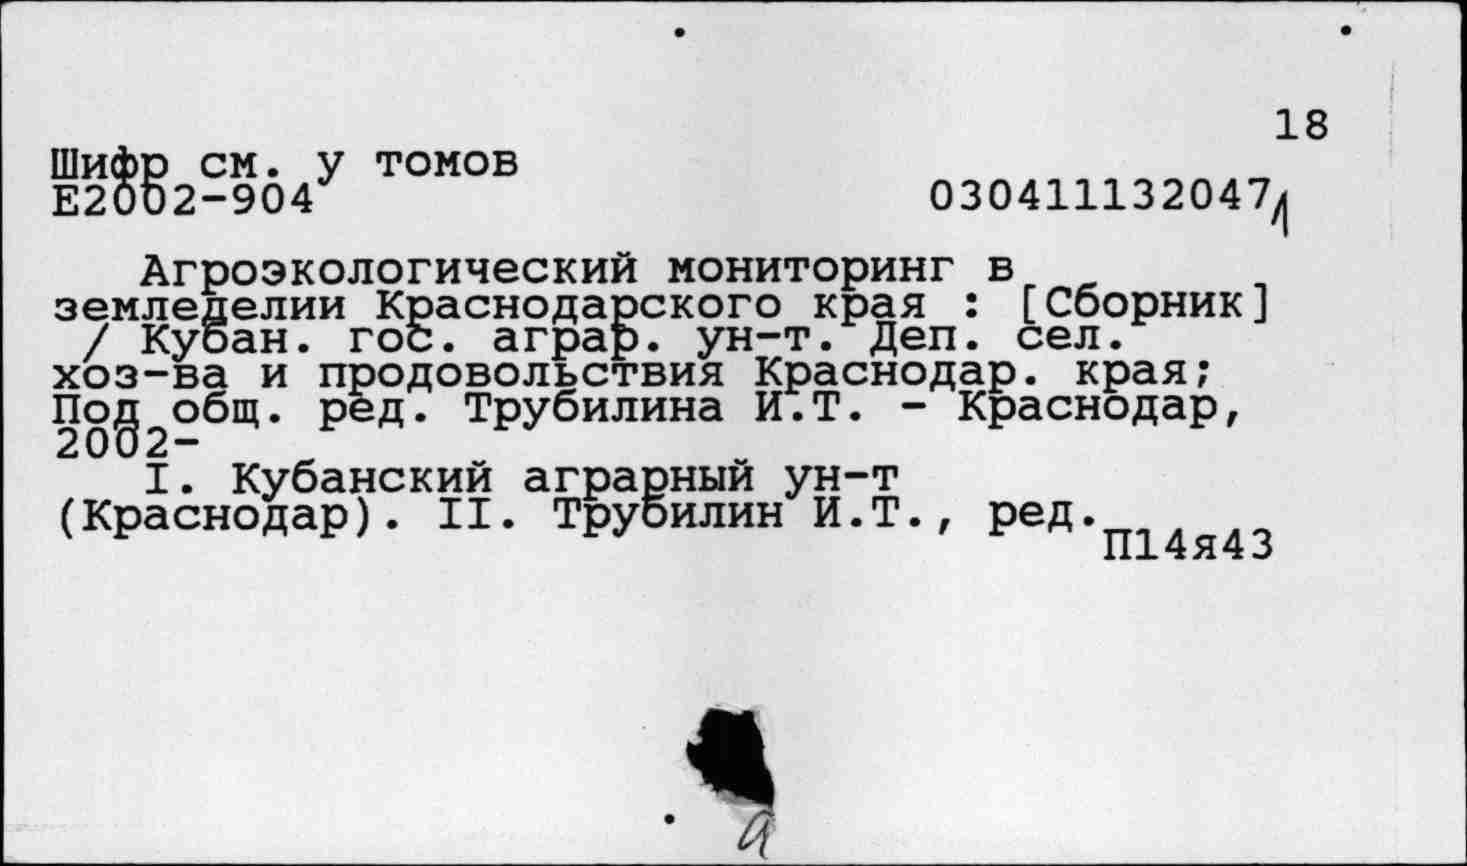 18
Шифр см. у томов
Е2002-904 030411132047
Агроэкологический мониторинг в
земледелии Краснодарского края : [Сборник]
/ Кубан. гос. аграр. ун-т. Деп. сел.
хоз-ва и продовольствия Краснодар. края;
Под общ. ред. Трубилина И.Т. - Краснодар,
2002-
I. Кубанский аграрный ун-т
(Краснодар). II. Трубилин И.Т., ред.
П14я43